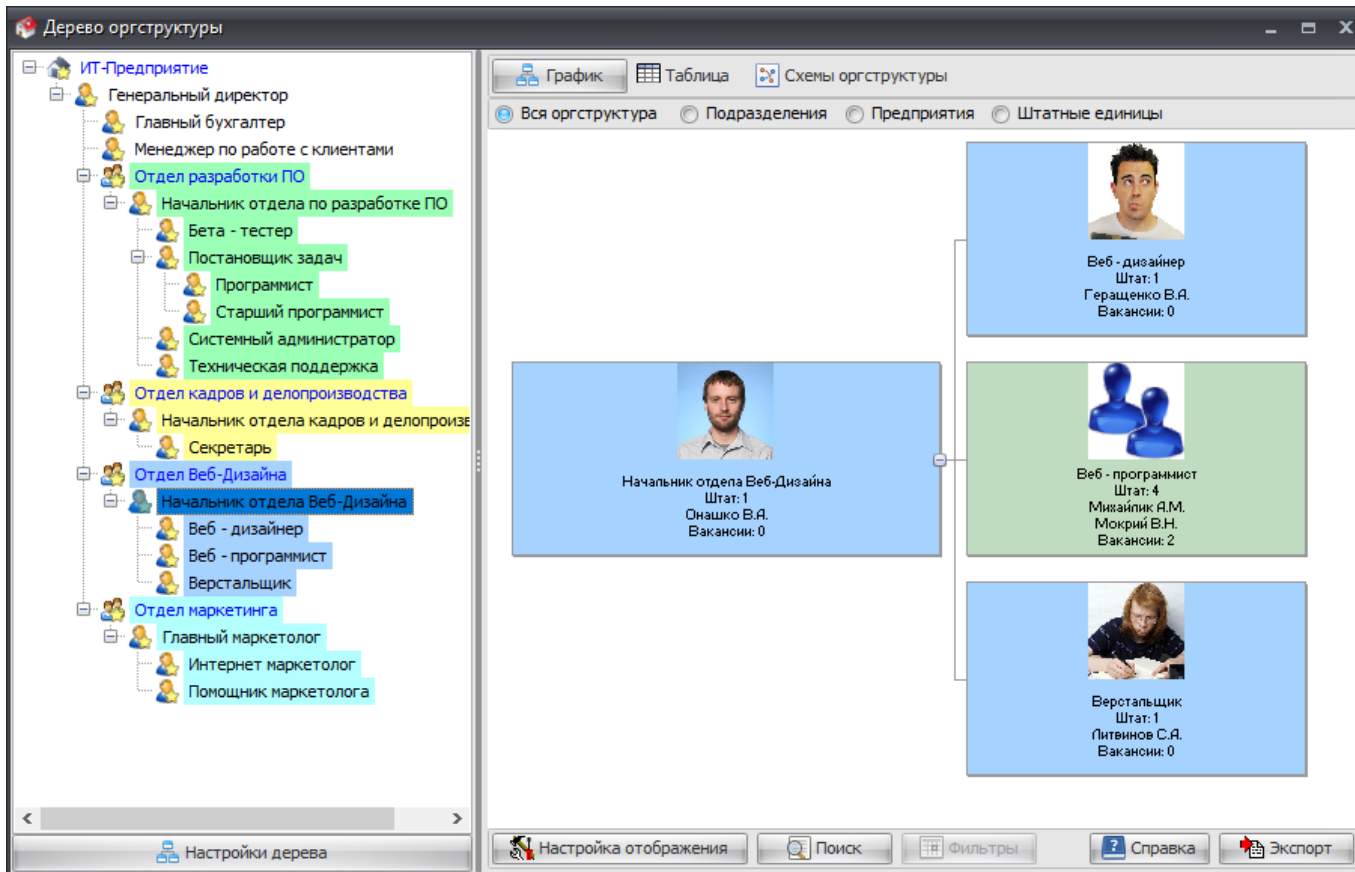 Дерево оргструктуры
ИТ-Предприятие
Генеральный директор
Главный бухгалтер
Менеджер по работе с клиентами
Отдел разработки ПО
Начальник отдела по разработке ПО
Бета - тестер
Постановщик задач
Программист
Старший программист
Системный администратор
Техническая поддержка
Отдел кадров и делопроизводства
Начальник отдела кадров и делопроизв
Секретарь
Отдел Веб-Дизайна
Начальник отдела Веб-Дизайна
Веб - дизайнер
Веб - программист
Верстальщик
Отдел маркетинга
Главный маркетолог
Интернет маркетолог
Помощник маркетолога
Настройки дерева
График Таблица Схемы оргструктуры
Вся оргструктура Подразделения Предприятия Штатные единицы
Начальник отдела Веб-Дизайна
Штат: 1
Онашко В.А.
Вакансии: 0
Веб - дизайнер
Штат: 1
Геращенко В.А.
Вакансии: 0
Веб - программист
Штат: 4
Михайлик А.М.
Мокрий В.Н.
Вакансии: 2
Верстальщик
Штат: 1
Литвинов С.А.
Вакансии: 0
Настройка отображения Поиск Фильтры Справка Экспорт